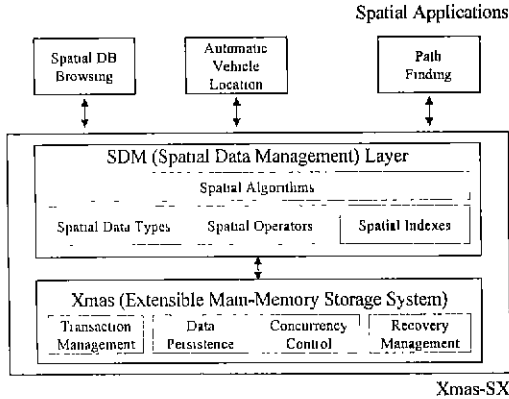 Spatial Applications
Spatial DB
Browsing
Automatic
Vehicle
Location
Path
Finding
SDM (Spatial Data Management) Layer
Spatial Algorithms
Spatial Data Types
Spatial Operators
Spatial Indexes
Xmas (Extensible Main-Memory Storage System)
Transaction
Management
Data
Persistence
Concurrency
Control
Recovery
Management
Xmas-SX